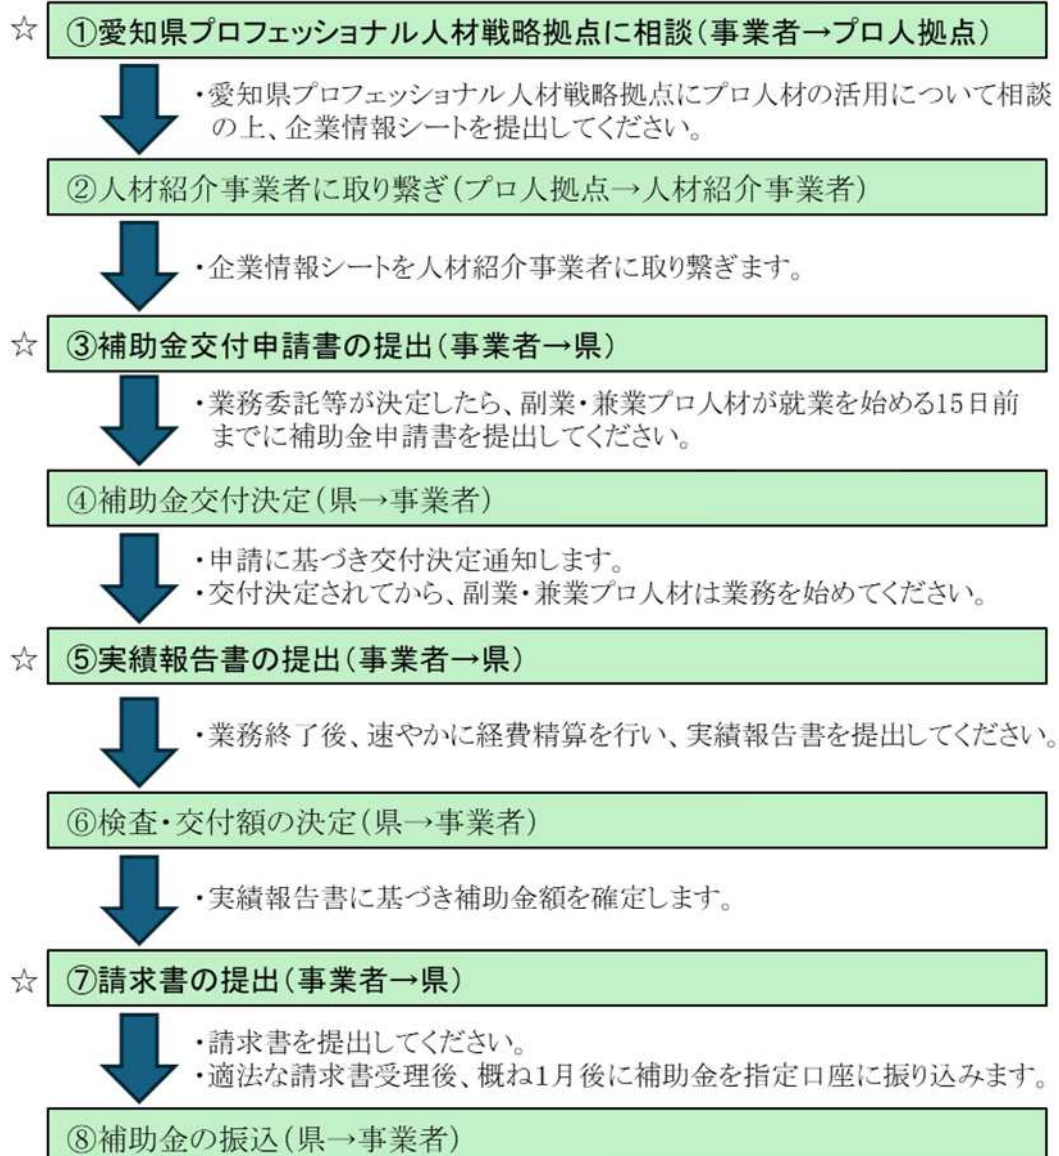 ☆ ①愛知県プロフェッショナル人材戦略拠点に相談(事業者→プロ人拠点)
・愛知県プロフェッショナル人材戦略拠点にプロ人材の活用について相談
の上、企業情報シートを提出してください。
②人材紹介事業者に取り繋ぎ(プロ人拠点→人材紹介事業者)
・企業情報シートを人材紹介事業者に取り繋ぎます。
☆ ③補助金交付申請書の提出(事業者→県)
・業務委託等が決定したら、副業・兼業プロ人材が就業を始める15日前
までに補助金申請書を提出してください。
④補助金交付決定(県→事業者)
・申請に基づき交付決定通知します。
・交付決定されてから、副業・兼業プロ人材は業務を始めてください。
☆ ⑤実績報告書の提出(事業者→県)
・業務終了後、速やかに経費精算を行い、実績報告書を提出してください。
⑥検査・交付額の決定(県→事業者)
・実績報告書に基づき補助金額を確定します。
☆ ⑦請求書の提出(事業者→県)
・請求書を提出してください。
・適法な請求書受理後、概ね1月後に補助金を指定口座に振り込みます。
⑧補助金の振込(県→事業者)